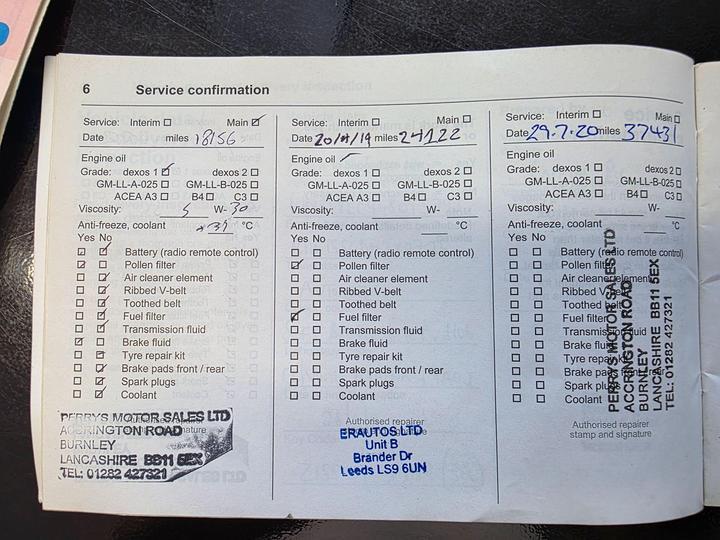 6 Service confirmation
Service: Interim ☐ Main ☑
Date miles 18156
Engine oil
Grade: dexos 1 ☑ dexos 2 ☐
GM-LL-A-025 ☐ GM-LL-B-025 ☐
ACEA A3 ☐ B4 ☐ C3 ☐
Viscosity: 5 W- 30
Anti-freeze, coolant °C
Yes No
Battery (radio remote control)
Pollen filter
Air cleaner element
Ribbed V-belt
Toothed belt
Fuel filter
Transmission fluid
Brake fluid
Tyre repair kit
Brake pads front / rear
Spark plugs
Coolant
PERRYS MOTOR SALES LTD
ACCRINGTON ROAD
BURNLEY
LANCASHIRE BB11 5EX
TEL: 01282 427321
Service: Interim ☐ Main ☐
Date miles 24122
Engine oil
Grade: dexos 1 ☐ dexos 2 ☐
GM-LL-A-025 ☐ GM-LL-B-025 ☐
ACEA A3 ☐ B4 ☐ C3 ☐
Viscosity: W-
Anti-freeze, coolant °C
Yes No
Battery (radio remote control)
Pollen filter
Air cleaner element
Ribbed V-belt
Toothed belt
Fuel filter
Transmission fluid
Brake fluid
Tyre repair kit
Brake pads front / rear
Spark plugs
Coolant
Authorised repairer
ERAUTOS LTD
Unit B
Brander Dr
Leeds LS9 6UN
Service: Interim ☐ Main ☐
Date 29.7.20 miles 37431
Engine oil
Grade: dexos 1 ☐ dexos 2 ☐
GM-LL-A-025 ☐ GM-LL-B-025 ☐
ACEA A3 ☐ B4 ☐ C3 ☐
Viscosity: W-
Anti-freeze, coolant °C
Yes No
Battery (radio remote control)
Pollen filter
Air cleaner element
Ribbed V-belt
Toothed belt
Fuel filter
Transmission fluid
Brake fluid
Tyre repair kit
Brake pads front / rear
Spark plugs
Coolant
Authorised repairer
stamp and signature
PERRYS MOTOR SALES LTD
ACCRINGTON ROAD
BURNLEY
LANCASHIRE BB11 5EX
TEL: 01282 427321